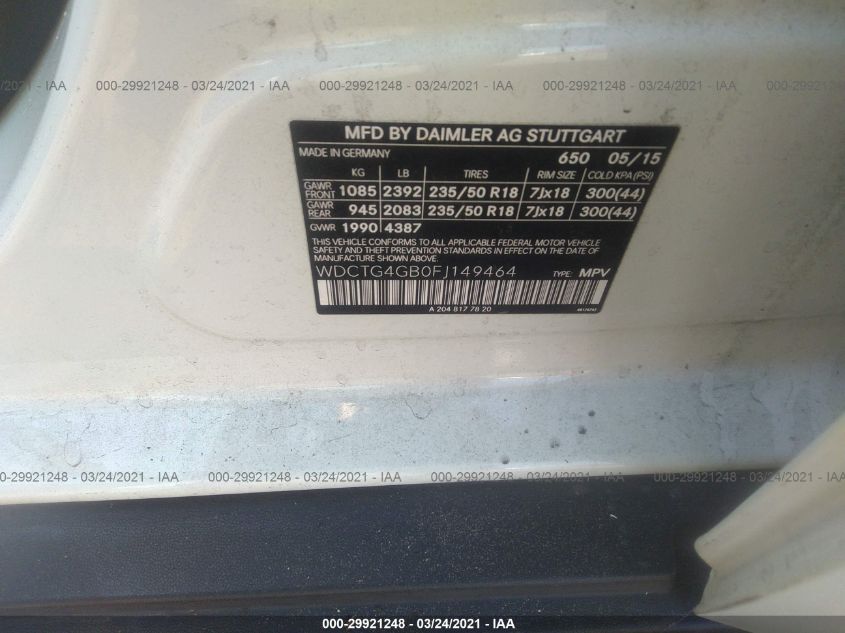 000-29921248 - 03/24/2021 - IAA
MFD BY DAIMLER AG STUTTGART
MADE IN GERMANY 650 05/15
KG LB TIRES RIM SIZE COLD KPA (PSI)
GAWR FRONT 1085 2392 235/50 R18 7Jx18 300(44)
GAWR REAR 945 2083 235/50 R18 7Jx18 300(44)
GVWR 1990 4387
THIS VEHICLE CONFORMS TO ALL APPLICABLE FEDERAL MOTOR VEHICLE
SAFETY AND THEFT PREVENTION STANDARDS IN EFFECT ON THE DATE OF
MANUFACTURE SHOWN ABOVE.
WDCTG4GB0FJ149464 TYPE: MPV
A 204 817 78 20
000-29921248 - 03/24/2021 - IAA
000-29921248 - 03/24/2021 - IAA